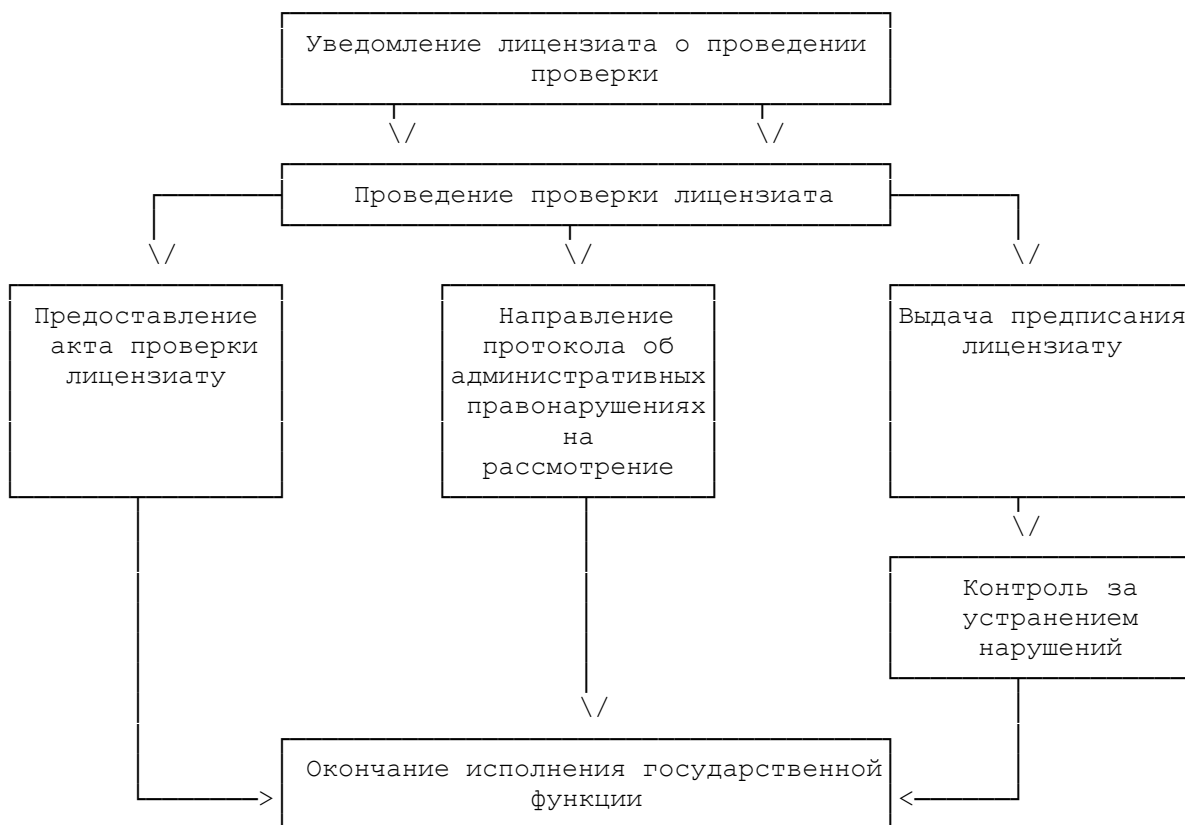 Уведомление лицензиата о проведении
проверки
Проведение проверки лицензиата
Предоставление
акта проверки
лицензиату
Направление
протокола об
административных
правонарушениях
на
рассмотрение
Выдача предписания
лицензиату
Контроль за
устранением
нарушений
Окончание исполнения государственной
функции